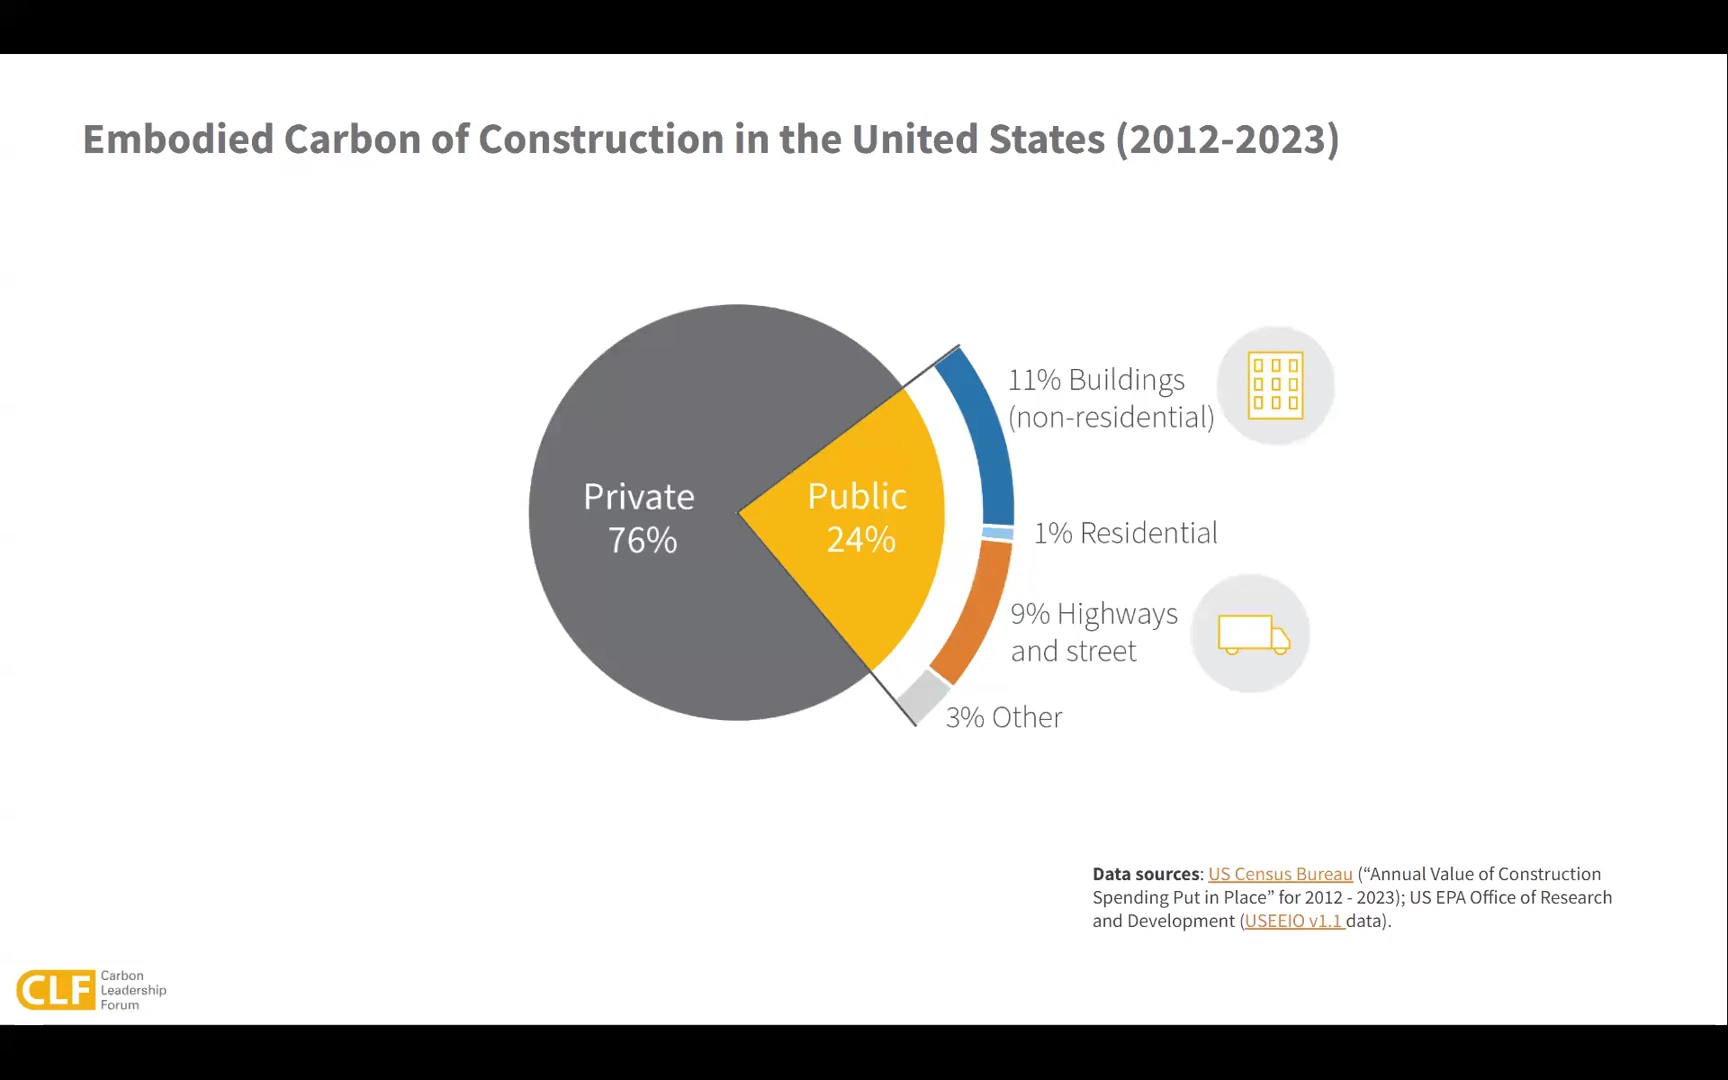 Embodied Carbon of Construction in the United States (2012-2023)
Private
76%
Public
24%
11% Buildings
(non-residential)
1% Residential
9% Highways
and street
3% Other
Data sources: US Census Bureau (“Annual Value of Construction
Spending Put in Place” for 2012 - 2023); US EPA Office of Research
and Development (USEEIO v1.1 data).
CLF
Carbon
Leadership
Forum